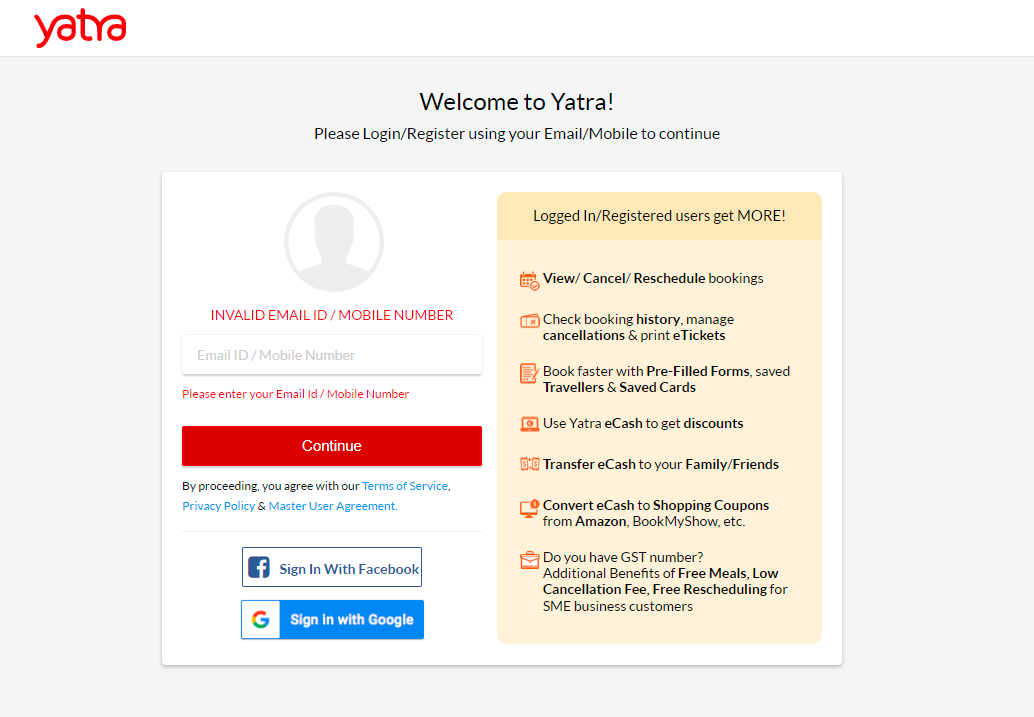 yatra
Welcome to Yatra!
Please Login/Register using your Email/Mobile to continue
INVALID EMAIL ID / MOBILE NUMBER
Email ID / Mobile Number
Please enter your Email Id / Mobile Number
Continue
By proceeding, you agree with our Terms of Service,
Privacy Policy & Master User Agreement.
Sign In With Facebook
Sign in with Google
Logged In/Registered users get MORE!
View/ Cancel/ Reschedule bookings
Check booking history, manage
cancellations & print eTickets
Book faster with Pre-Filled Forms, saved
Travellers & Saved Cards
Use Yatra eCash to get discounts
Transfer eCash to your Family/Friends
Convert eCash to Shopping Coupons
from Amazon, BookMyShow, etc.
Do you have GST number?
Additional Benefits of Free Meals, Low
Cancellation Fee, Free Rescheduling for
SME business customers